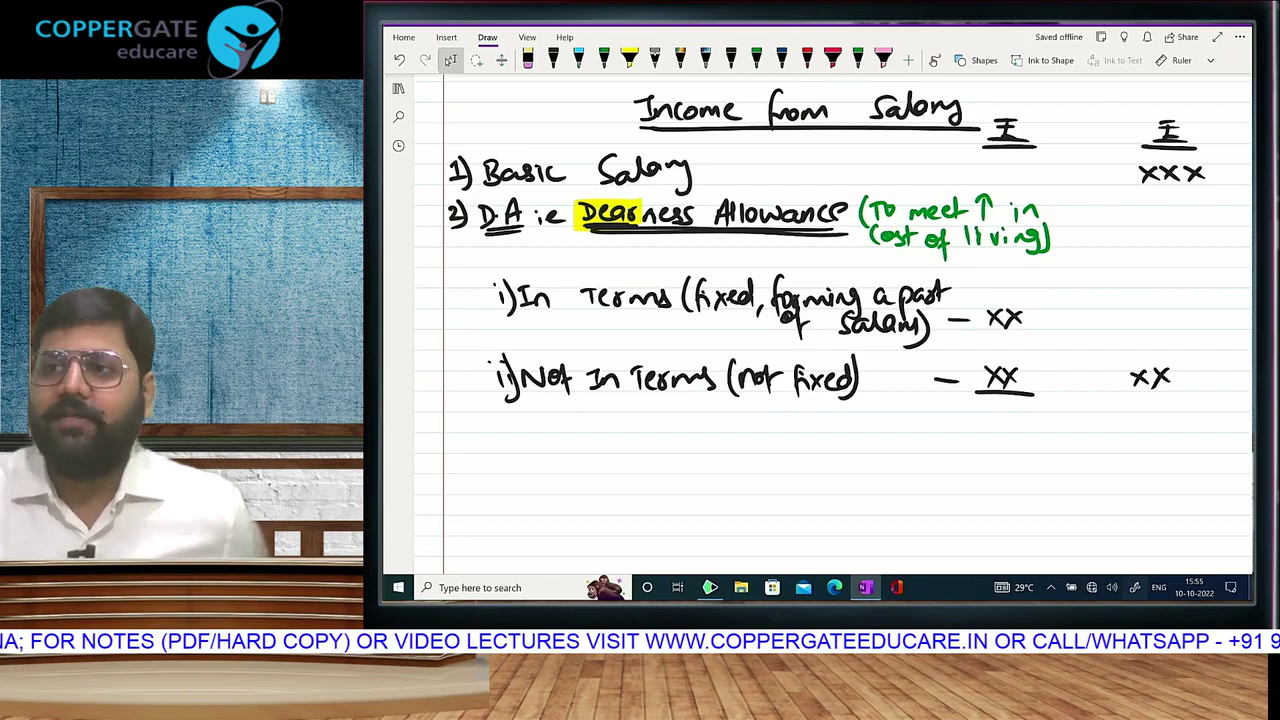 COPPERGATE
educare
Home Insert Draw View Help
Saved offline
Share
Shapes Ink to Shape Ink to Text Ruler
Income from Salary
₹ ₹
1) Basic Salary xxx
2) D.A ie Dearness Allowance (To meet ↑ in
cost of living)
i) In Terms (fixed, forming a part
of salary) – xx
ii) Not In Terms (not fixed) – xx xx
Type here to search
29°C
ENG
15:55
10-10-2022
NA; FOR NOTES (PDF/HARD COPY) OR VIDEO LECTURES VISIT WWW.COPPERGATEEDUCARE.IN OR CALL/WHATSAPP - +91 9